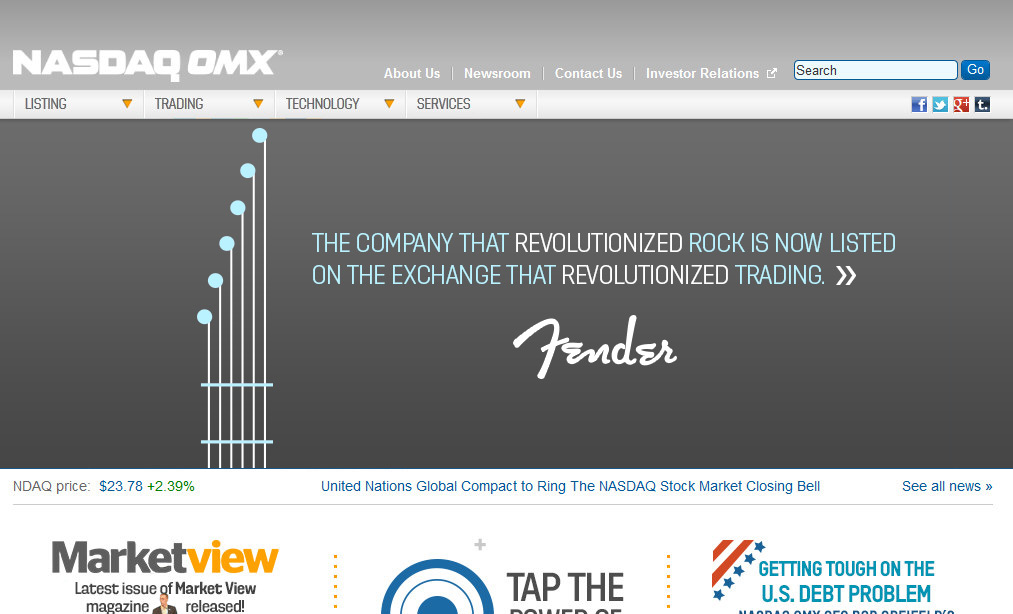 NASDAQ OMX®
About Us
Newsroom
Contact Us
Investor Relations
Search
Go
LISTING
TRADING
TECHNOLOGY
SERVICES
f
g+
t.
THE COMPANY THAT REVOLUTIONIZED ROCK IS NOW LISTED
ON THE EXCHANGE THAT REVOLUTIONIZED TRADING. »
Fender
NDAQ price: $23.78 +2.39%
United Nations Global Compact to Ring The NASDAQ Stock Market Closing Bell
See all news »
Marketview
Latest issue of Market View
magazine released!
TAP THE
POWER OF
GETTING TOUGH ON THE
U.S. DEBT PROBLEM
NASDAQ OMX CEO BOB GREIFELD'S